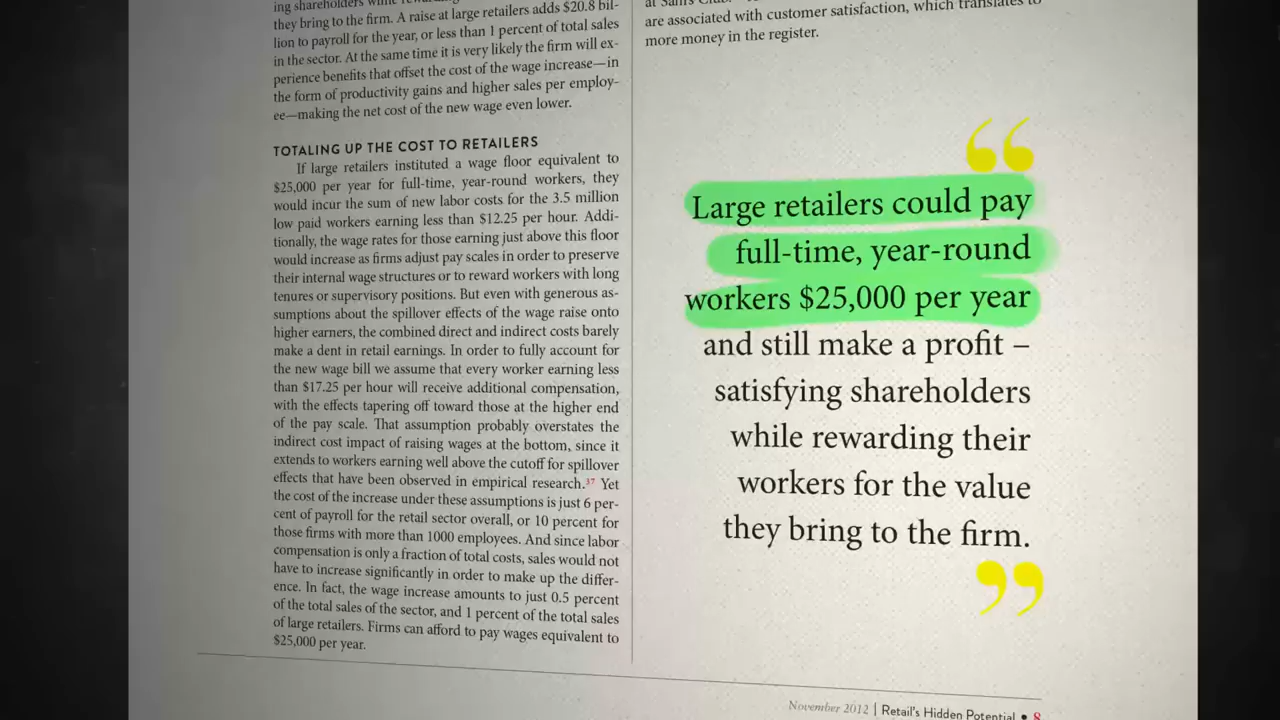 ing shareholders while
they bring to the firm. A raise at large retailers adds $20.8 bil-
lion to payroll for the year, or less than 1 percent of total sales
in the sector. At the same time it is very likely the firm will ex-
perience benefits that offset the cost of the wage increase—in
the form of productivity gains and higher sales per employ-
ee—making the net cost of the new wage even lower.
TOTALING UP THE COST TO RETAILERS
If large retailers instituted a wage floor equivalent to
$25,000 per year for full-time, year-round workers, they
would incur the sum of new labor costs for the 3.5 million
low paid workers earning less than $12.25 per hour. Addi-
tionally, the wage rates for those earning just above this floor
would increase as firms adjust pay scales in order to preserve
their internal wage structures or to reward workers with long
tenures or supervisory positions. But even with generous as-
sumptions about the spillover effects of the wage raise onto
higher earners, the combined direct and indirect costs barely
make a dent in retail earnings. In order to fully account for
the new wage bill we assume that every worker earning less
than $17.25 per hour will receive additional compensation,
with the effects tapering off toward those at the higher end
of the pay scale. That assumption probably overstates the
indirect cost impact of raising wages at the bottom, since it
extends to workers earning well above the cutoff for spillover
effects that have been observed in empirical research.37 Yet
the cost of the increase under these assumptions is just 6 per-
cent of payroll for the retail sector overall, or 10 percent for
those firms with more than 1000 employees. And since labor
compensation is only a fraction of total costs, sales would not
have to increase significantly in order to make up the differ-
ence. In fact, the wage increase amounts to just 0.5 percent
of the total sales of the sector, and 1 percent of the total sales
of large retailers. Firms can afford to pay wages equivalent to
$25,000 per year.
at Sam's Club.
are associated with customer satisfaction, which translates to
more money in the register.
“
Large retailers could pay
full-time, year-round
workers $25,000 per year
and still make a profit –
satisfying shareholders
while rewarding their
workers for the value
they bring to the firm.
”
November 2012 | Retail's Hidden Potential • 8